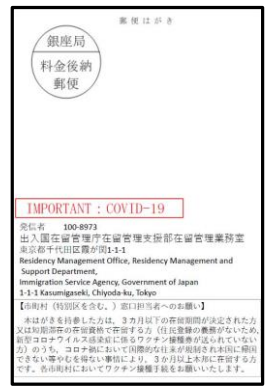 郵便はがき
銀座局
料金後納
郵便
IMPORTANT：COVID-19
発信者　100-8973
出入国在留管理庁在留管理支援部在留管理業務室
東京都千代田区霞が関1-1-1
Residency Management Office, Residency Management and
Support Department,
Immigration Service Agency, Government of Japan
1-1-1 Kasumigaseki, Chiyoda-ku, Tokyo
【市町村（特別区を含む。）窓口担当者へのお願い】
本はがきを持参した方は、３カ月以下の在留期間が決定された方
又は短期滞在の在留資格で在留する方（住民登録の義務がないため、
新型コロナウイルス感染症に係るワクチン接種券が送られていない
方）のうち、コロナ禍において国際的な往来が規制され本国に帰国
できない等やむを得ない事情により、３か月以上本邦に在留する方
です。各市町村においてワクチン接種手続をお願いいたします。